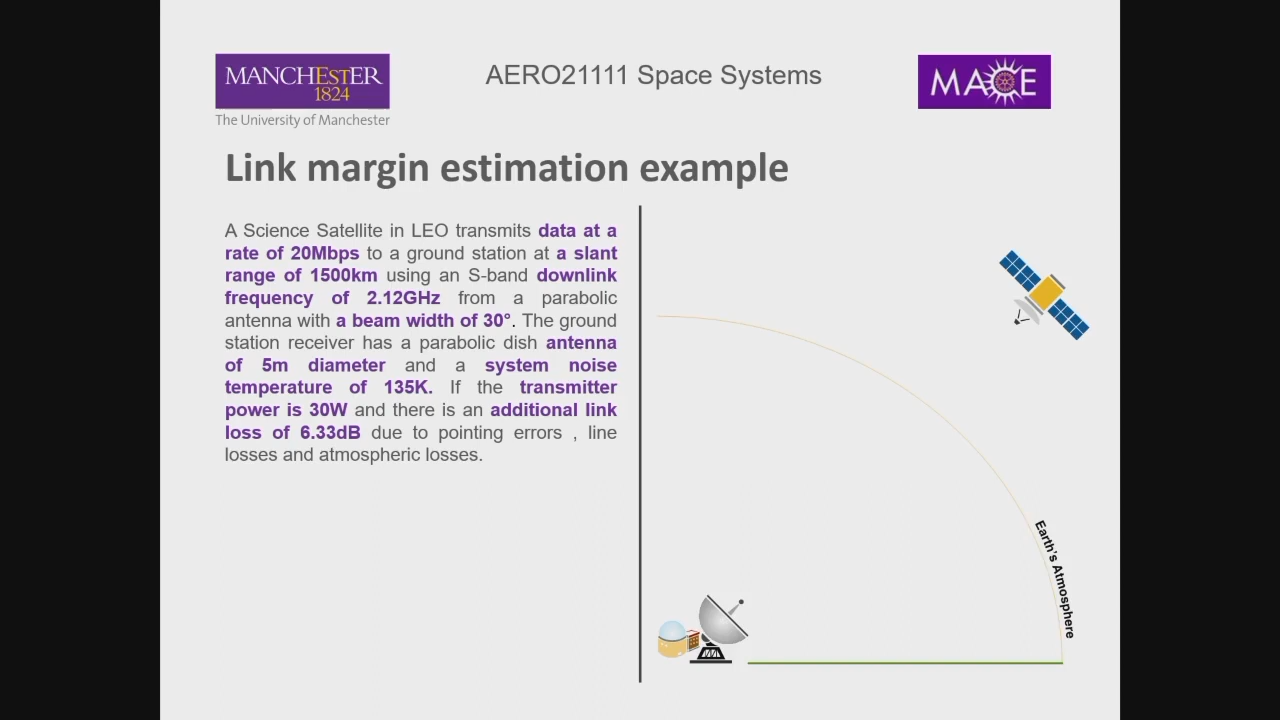 MANCHESTER
1824
The University of Manchester
AERO21111 Space Systems
MACE
Link margin estimation example
A Science Satellite in LEO transmits data at a
rate of 20Mbps to a ground station at a slant
range of 1500km using an S-band downlink
frequency of 2.12GHz from a parabolic
antenna with a beam width of 30°. The ground
station receiver has a parabolic dish antenna
of 5m diameter and a system noise
temperature of 135K. If the transmitter
power is 30W and there is an additional link
loss of 6.33dB due to pointing errors , line
losses and atmospheric losses.
Earth's Atmosphere